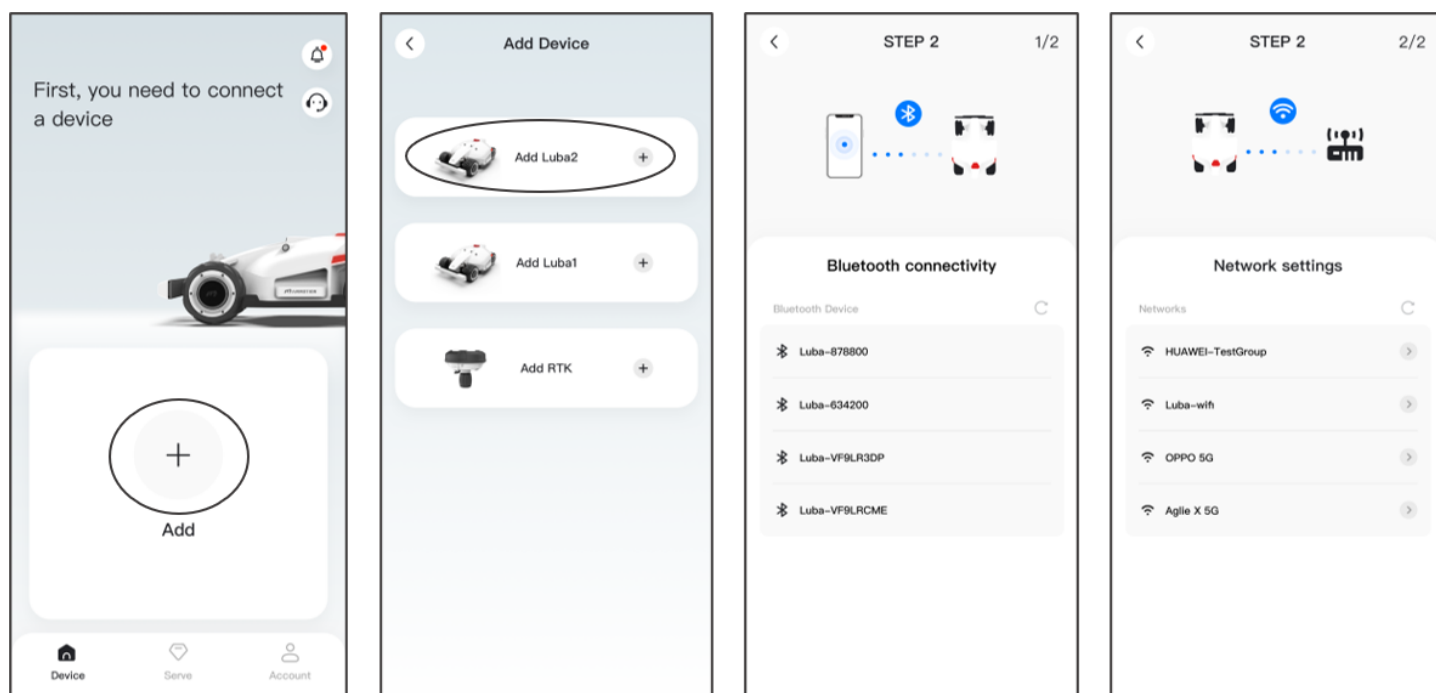 First, you need to connect
a device
Add
Device
Serve
Account
Add Device
Add Luba2
Add Luba1
Add RTK
STEP 2
1/2
Bluetooth connectivity
Bluetooth Device
Luba-878800
Luba-634200
Luba-VF9LR3DP
Luba-VF9LRCME
STEP 2
2/2
Network settings
Networks
HUAWEI-TestGroup
Luba-wifi
OPPO 5G
Aglie X 5G